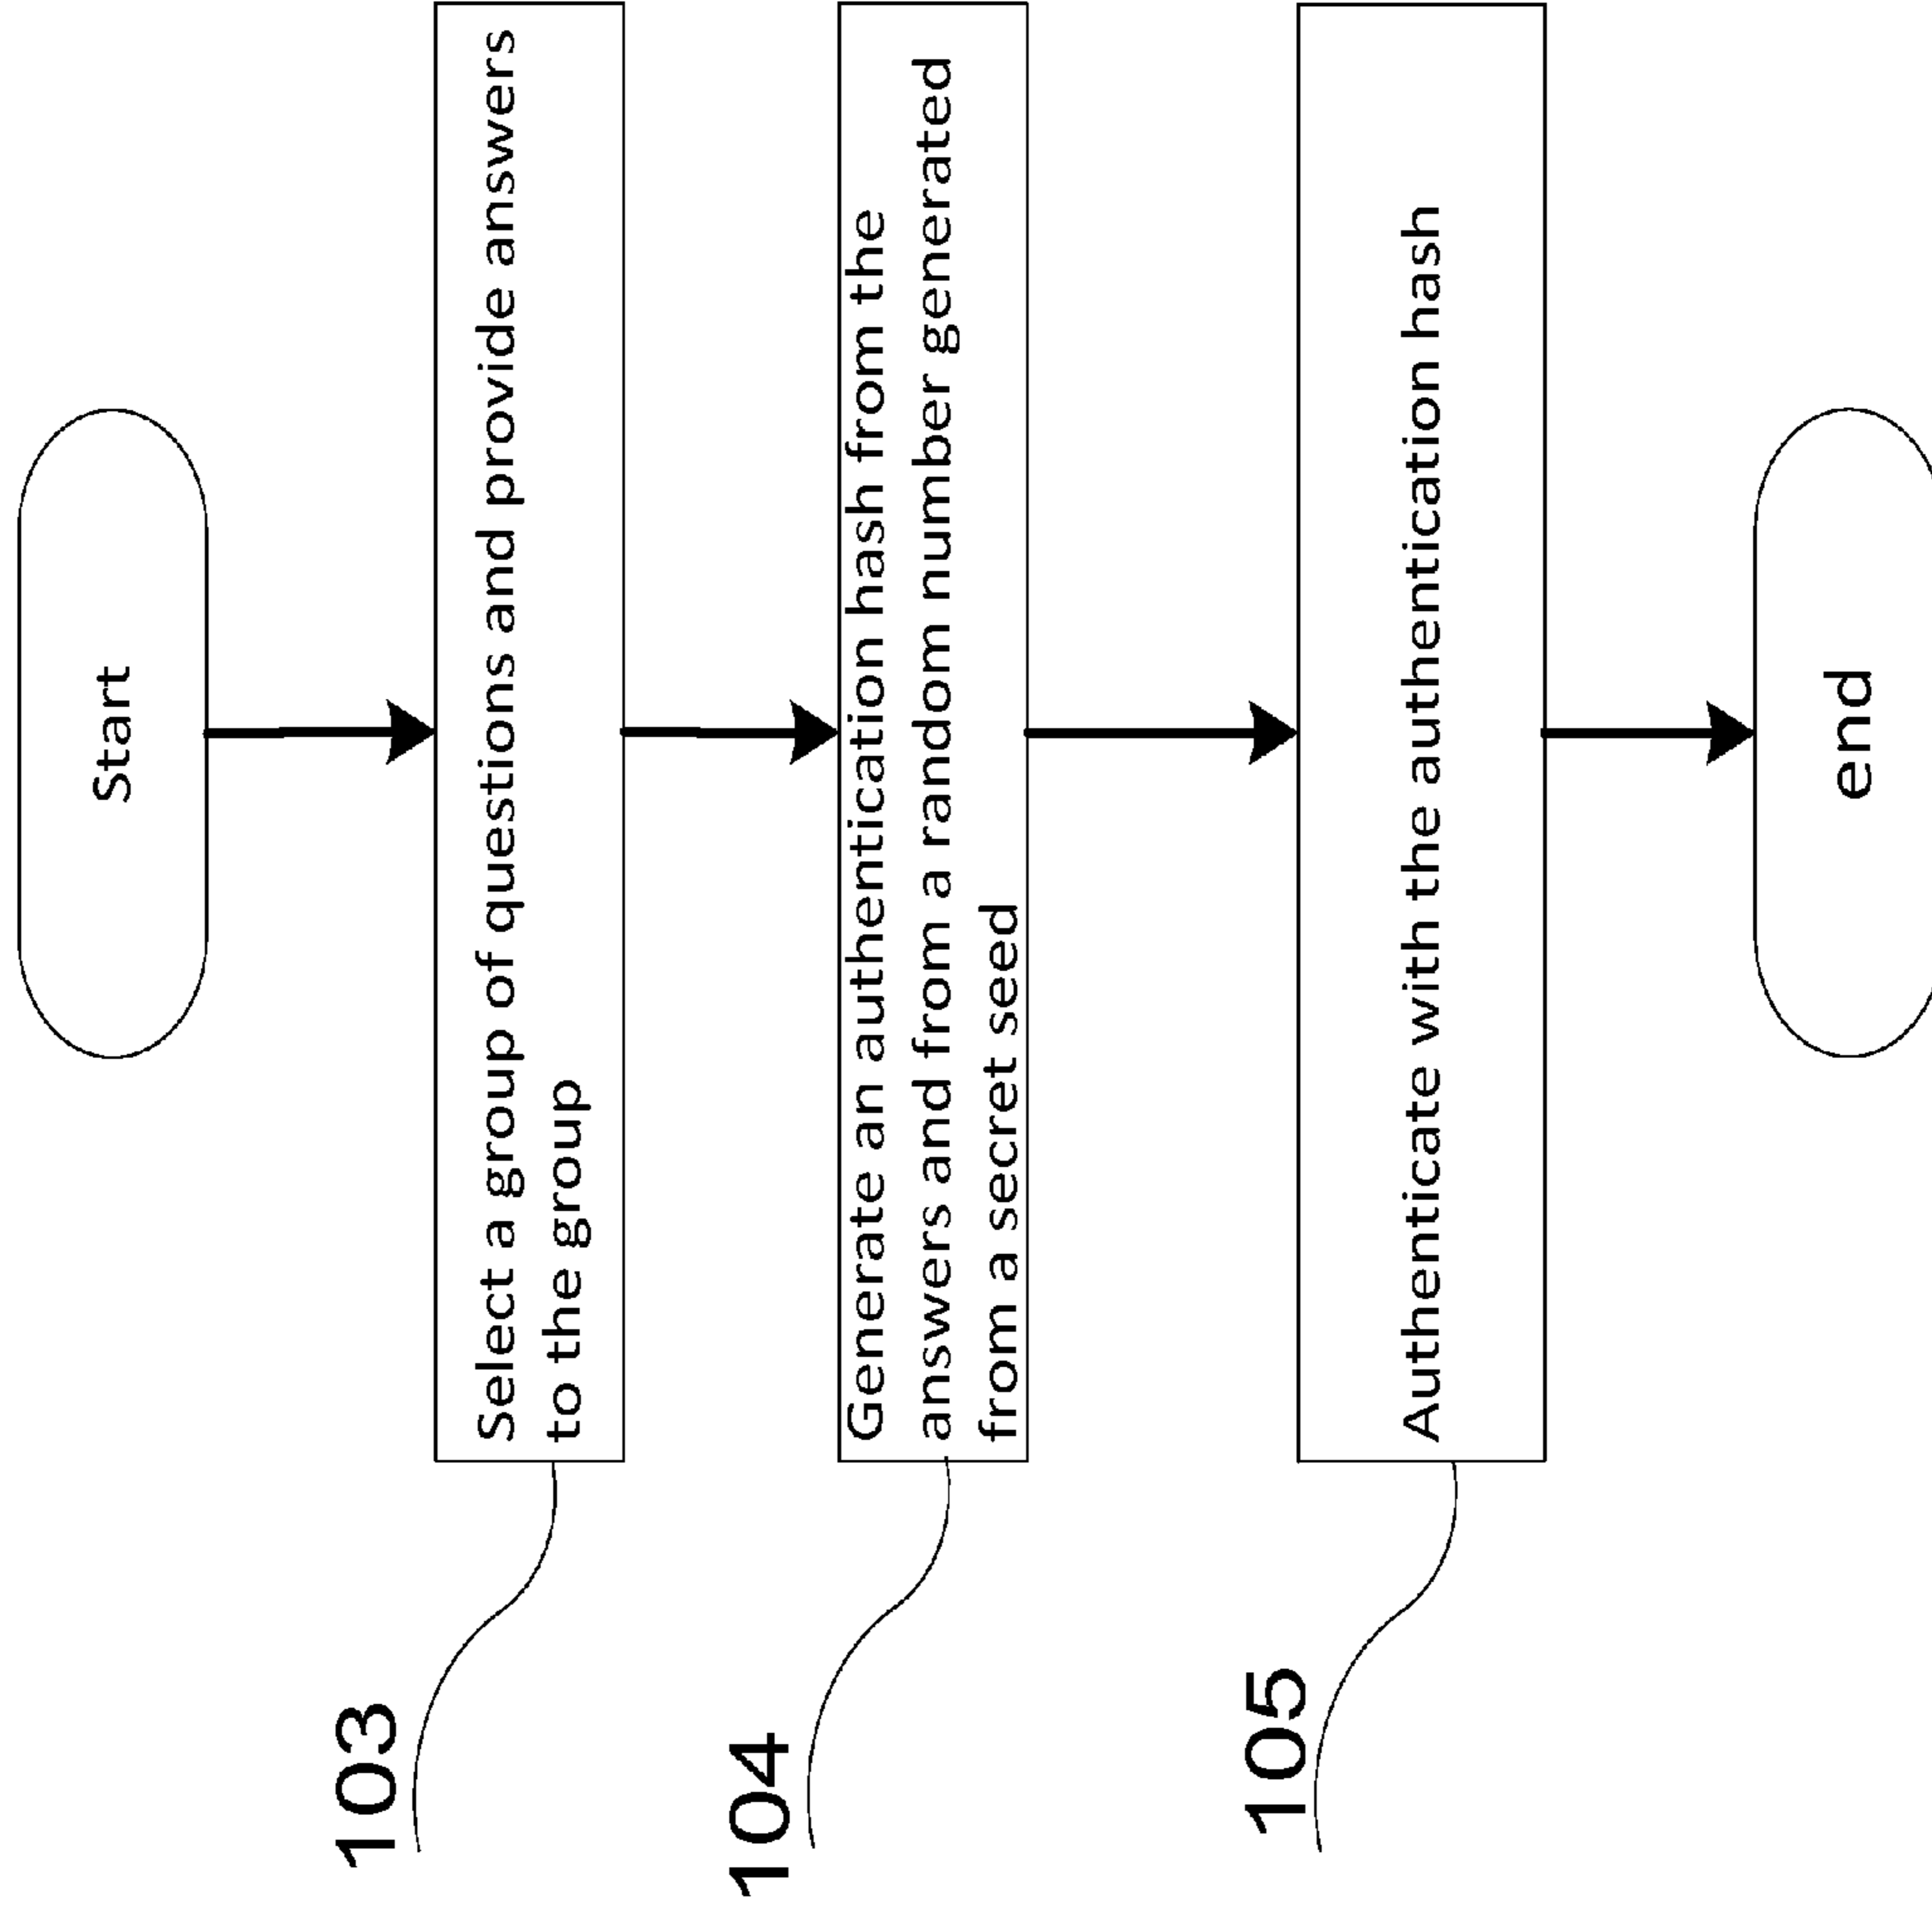 Start
103
Select a group of questions and provide answers
to the group
104
Generate an authentication hash from the
answers and from a random number generated
from a secret seed
105
Authenticate with the authentication hash
end